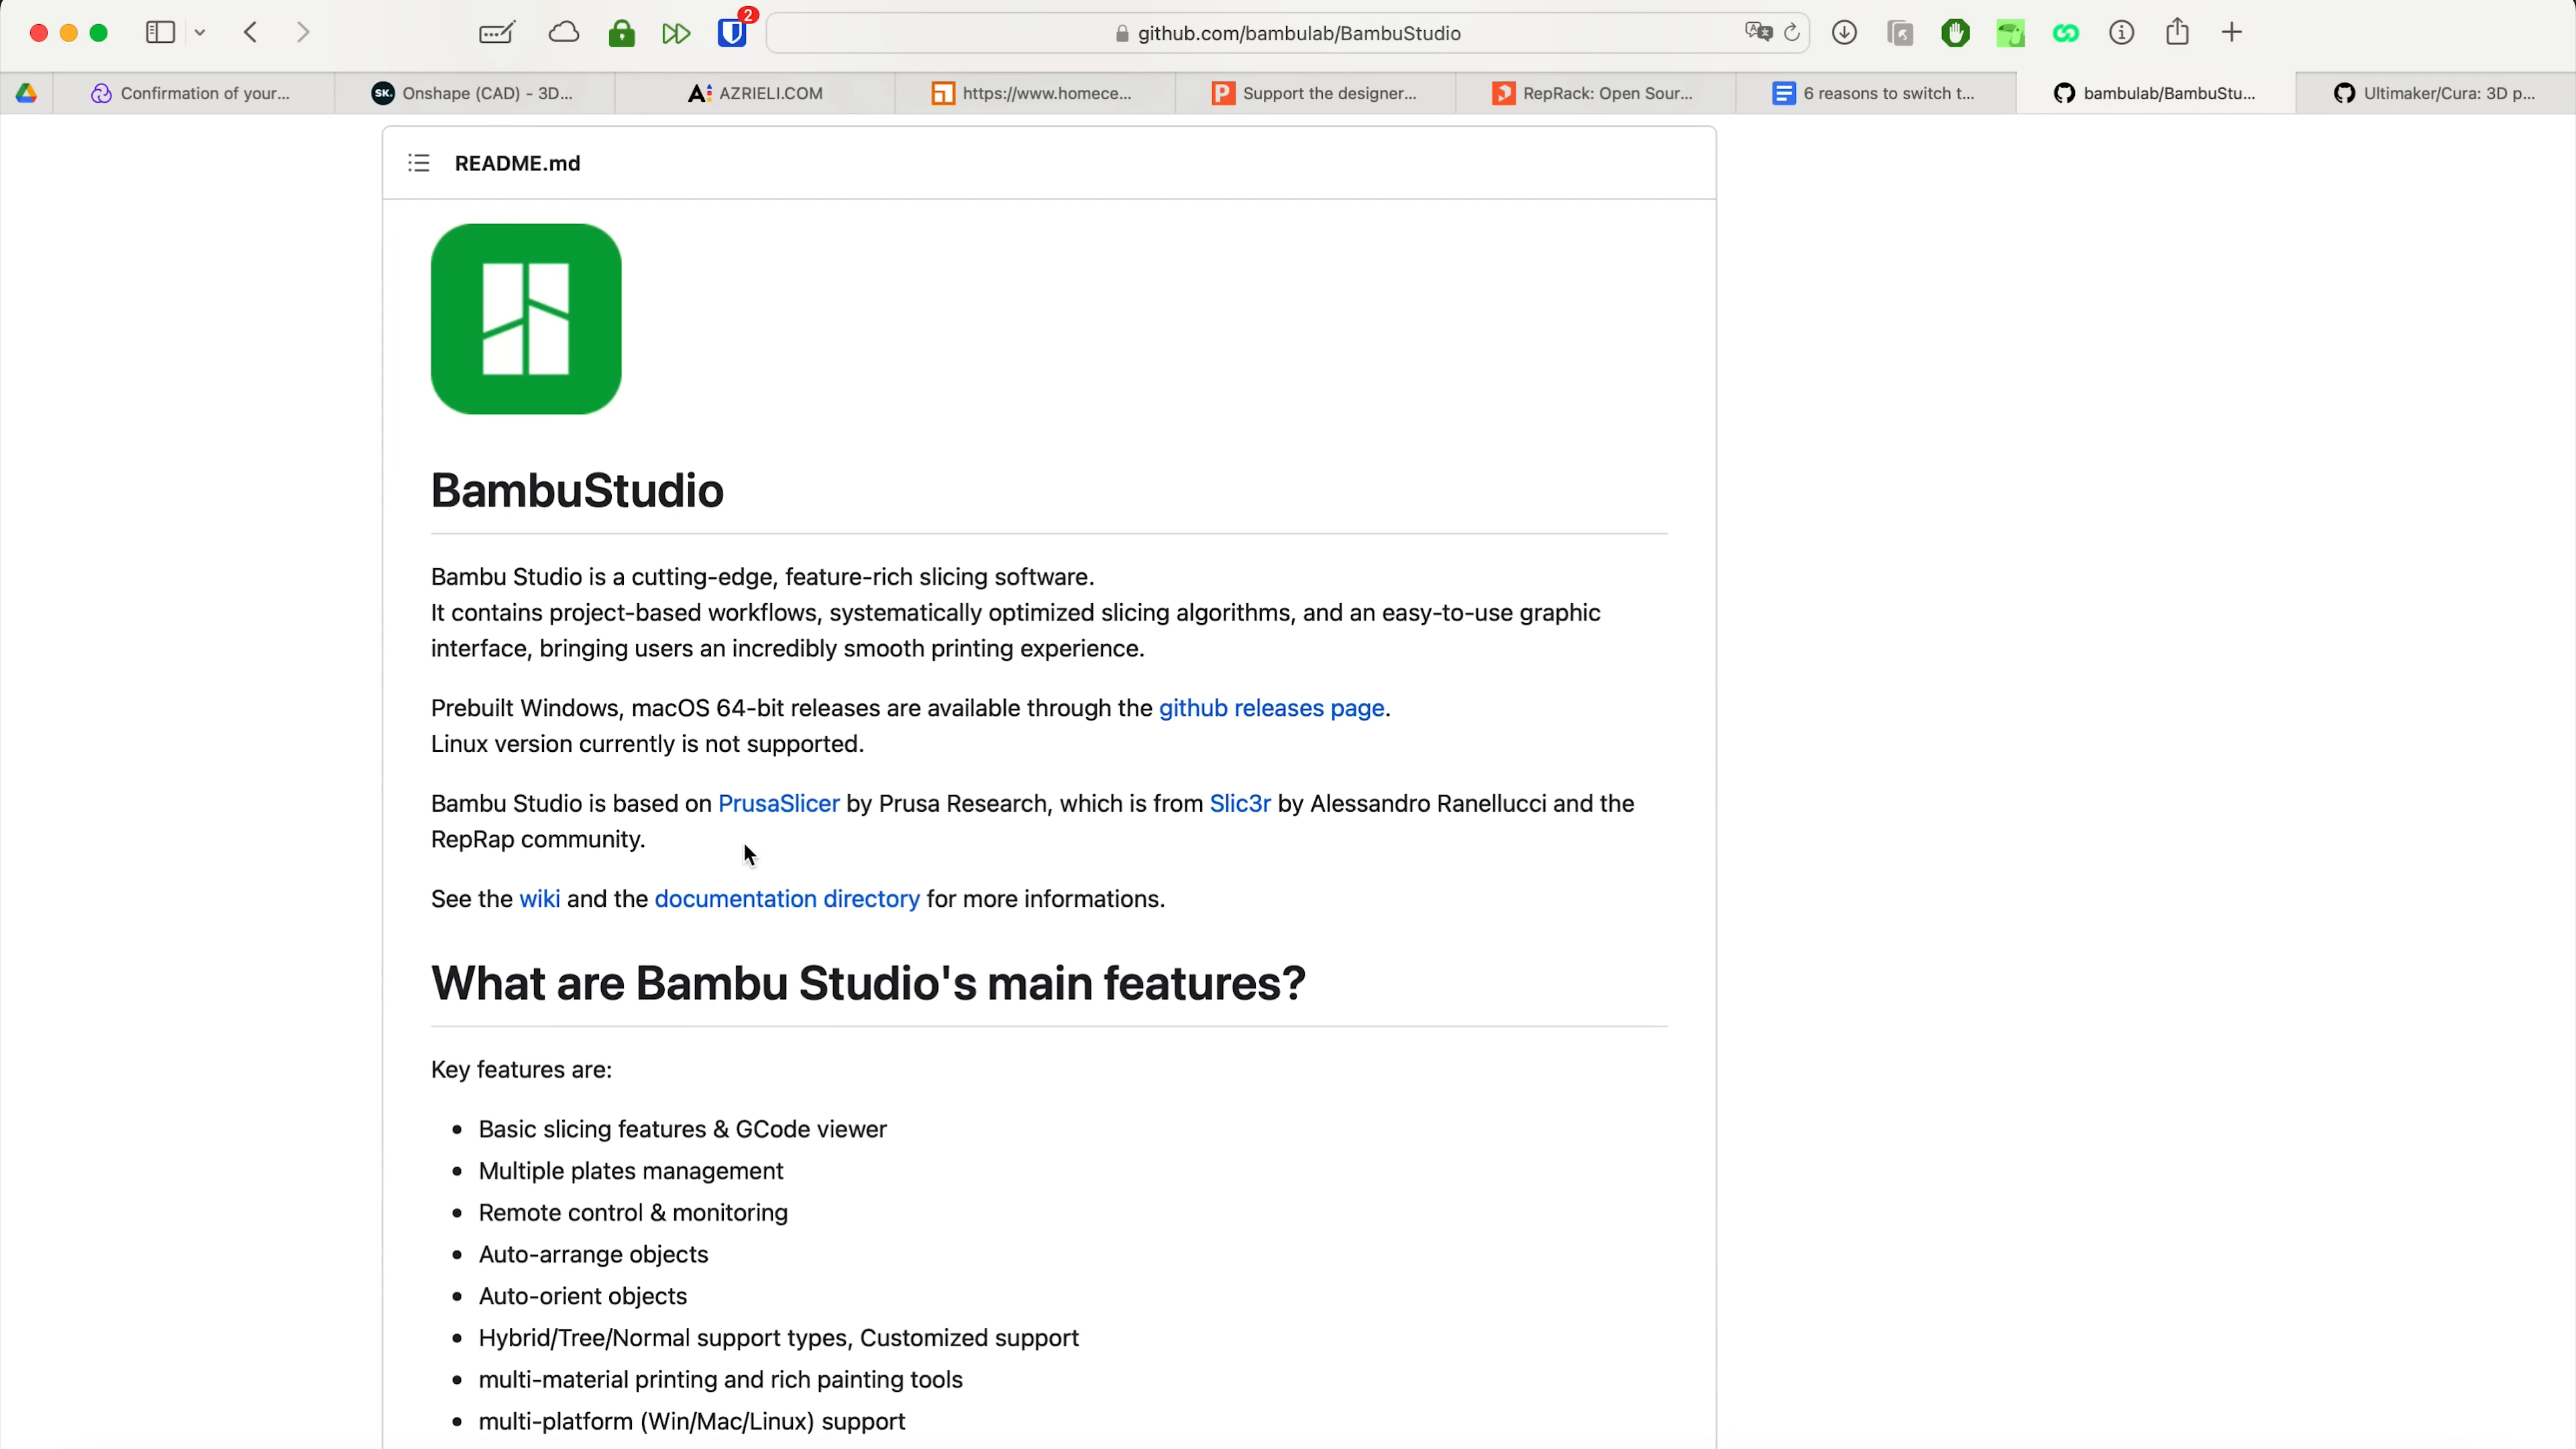 2
github.com/bambulab/BambuStudio
Confirmation of your...
SK.
Onshape (CAD) - 3D...
AZRIELI.COM
https://www.homece...
Support the designer...
RepRack: Open Sour...
6 reasons to switch t...
bambulab/BambuStu...
Ultimaker/Cura: 3D p...
README.md
BambuStudio
Bambu Studio is a cutting-edge, feature-rich slicing software.
It contains project-based workflows, systematically optimized slicing algorithms, and an easy-to-use graphic
interface, bringing users an incredibly smooth printing experience.
Prebuilt Windows, macOS 64-bit releases are available through the github releases page.
Linux version currently is not supported.
Bambu Studio is based on PrusaSlicer by Prusa Research, which is from Slic3r by Alessandro Ranellucci and the
RepRap community.
See the wiki and the documentation directory for more informations.
What are Bambu Studio's main features?
Key features are:
• Basic slicing features & GCode viewer
• Multiple plates management
• Remote control & monitoring
• Auto-arrange objects
• Auto-orient objects
• Hybrid/Tree/Normal support types, Customized support
• multi-material printing and rich painting tools
• multi-platform (Win/Mac/Linux) support